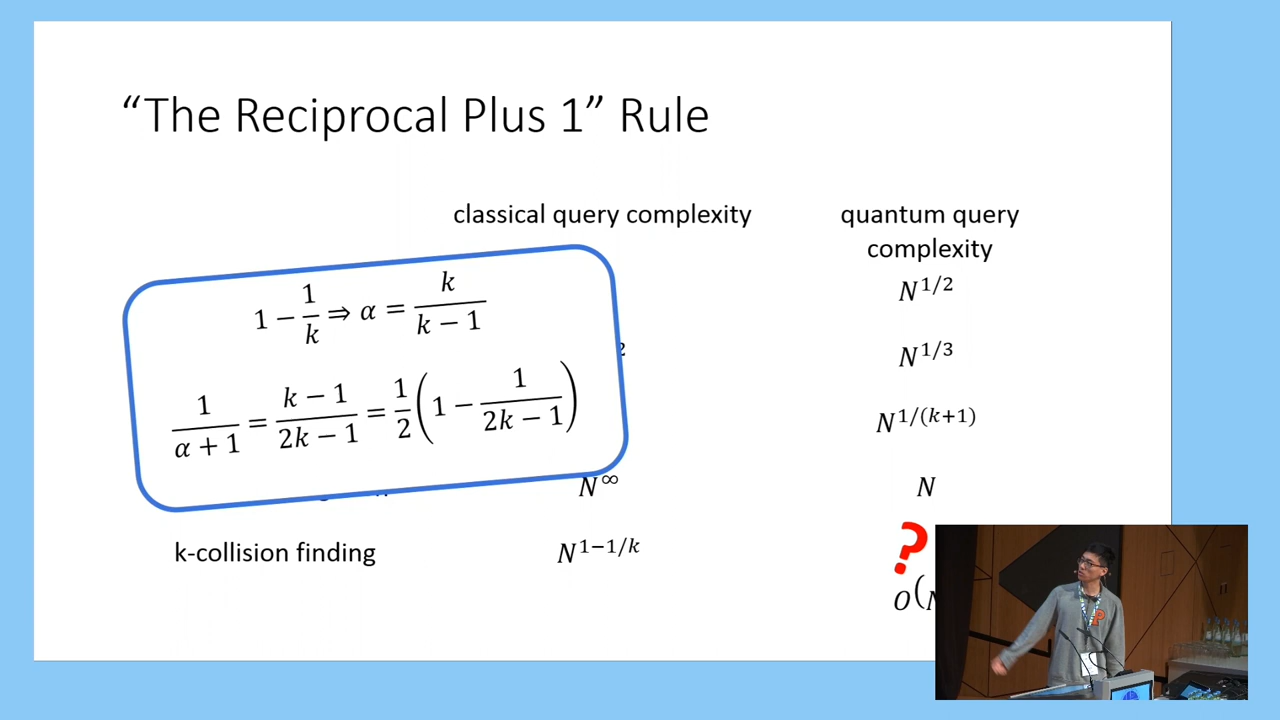 “The Reciprocal Plus 1” Rule
classical query complexity
quantum query
complexity
1 − 1/k ⇒ α = k/(k − 1)
1/(α + 1) = (k − 1)/(2k − 1) = 1/2 (1 − 1/(2k − 1))
N^{1/2}
N^{1/3}
N^{1/(k+1)}
N^∞
N
k-collision finding
N^{1−1/k}
?
O(
P